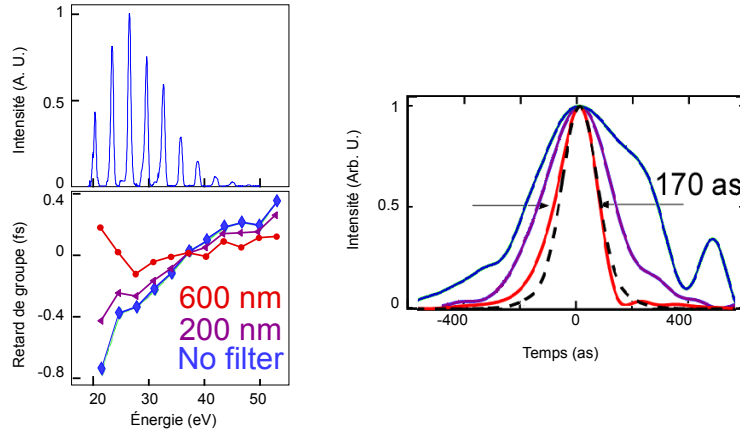 Intensité (A. U.)
1
0.5
0
Retard de groupe (fs)
0.4
0
-0.4
-0.8
600 nm
200 nm
No filter
20
30
40
50
Énergie (eV)
Intensité (Arb. U.)
1
0.5
0
170 as
-400
0
4400
Temps (as)